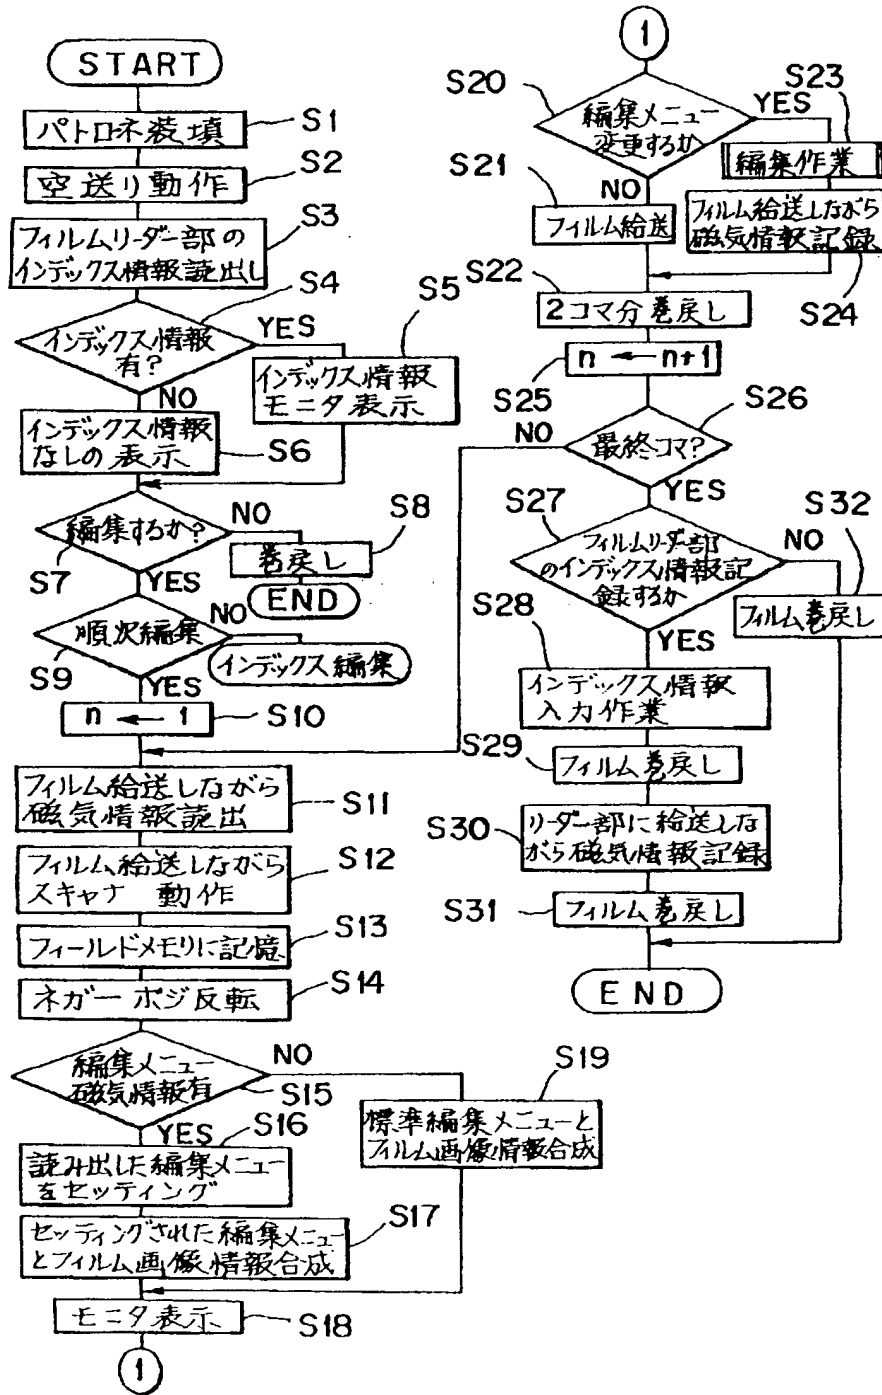 START
パトロネ装填
S1
空送り動作
S2
フィルムリーダー部の
インデックス情報読出し
S3
インデックス情報
有?
S4
YES
S5
インデックス情報
モニタ表示
NO
インデックス情報
なしの表示
S6
編集するか?
S7
NO
S8
巻戻し
END
YES
順次編集
S9
NO
インデックス編集
YES
n ← 1
S10
フィルム給送しながら
磁気情報読出
S11
フィルム給送しながら
スキャナ 動作
S12
フィールドメモリに記憶
S13
ネガーポジ反転
S14
編集メニュー
磁気情報有
S15
NO
S19
標準編集メニューと
フィルム画像情報合成
YES
S16
読み出した編集メニュー
をセッティング
セッティングされた編集メニュー
とフィルム画像情報合成
S17
モニタ表示
S18
1
1
S20
編集メニュー
変更するか
YES
S23
編集作業
フィルム給送しながら
磁気情報記録
S24
S21
NO
フィルム給送
S22
2コマ分巻戻し
n ← n+1
S25
S26
最終コマ?
NO
YES
S27
フィルムリーダー部
のインデックス情報記
録するか
NO
S32
フィルム巻戻し
S28
YES
インデックス情報
入力作業
S29
フィルム巻戻し
S30
リーダー部に給送しな
がら磁気情報記録
S31
フィルム巻戻し
END